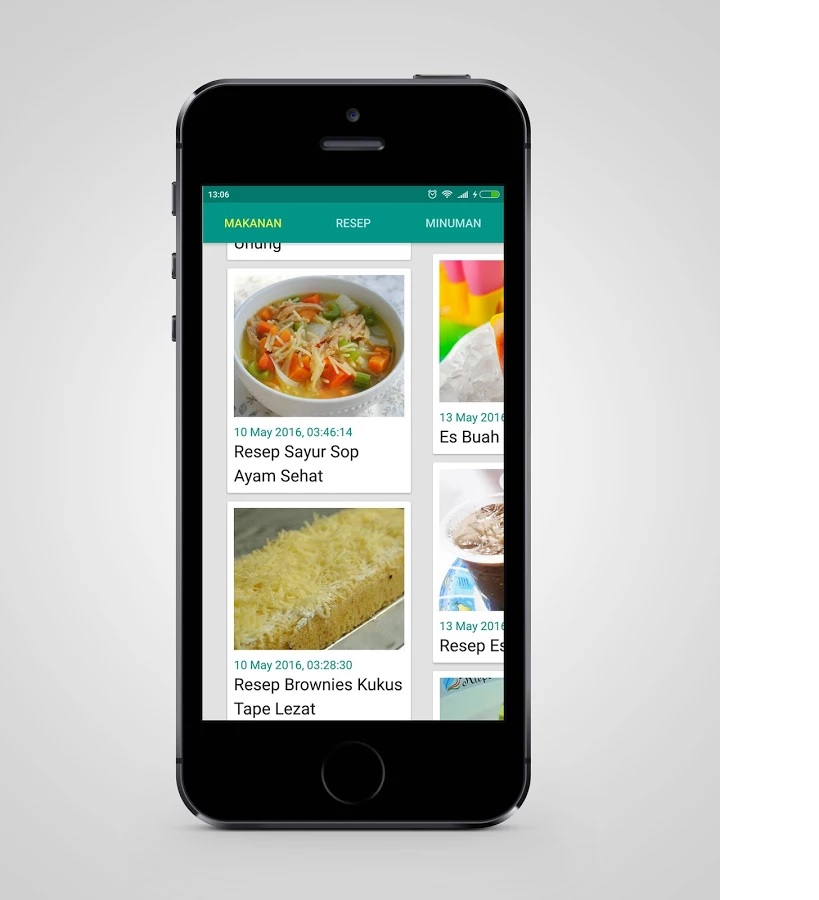 13:06
MAKANAN
RESEP
MINUMAN
10 May 2016, 03:46:14
Resep Sayur Sop
Ayam Sehat
10 May 2016, 03:28:30
Resep Brownies Kukus
Tape Lezat
13 May 2016
Es Buah
13 May 2016
Resep Es